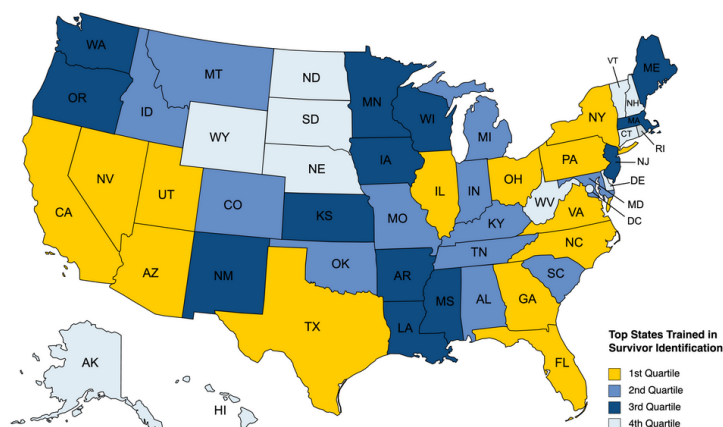 WA
MT
ND
MN
ME
VT
OR
ID
SD
WI
NH
NY
MA
WY
MI
CT
RI
IA
PA
NJ
NE
NV
UT
IL
IN
OH
DE
CA
CO
WV
MD
KS
MO
VA
DC
KY
NC
AZ
NM
OK
TN
AR
SC
MS
AL
GA
TX
LA
Top States Trained in
Survivor Identification
AK
FL
1st Quartile
2nd Quartile
HI
3rd Quartile
4th Quartile